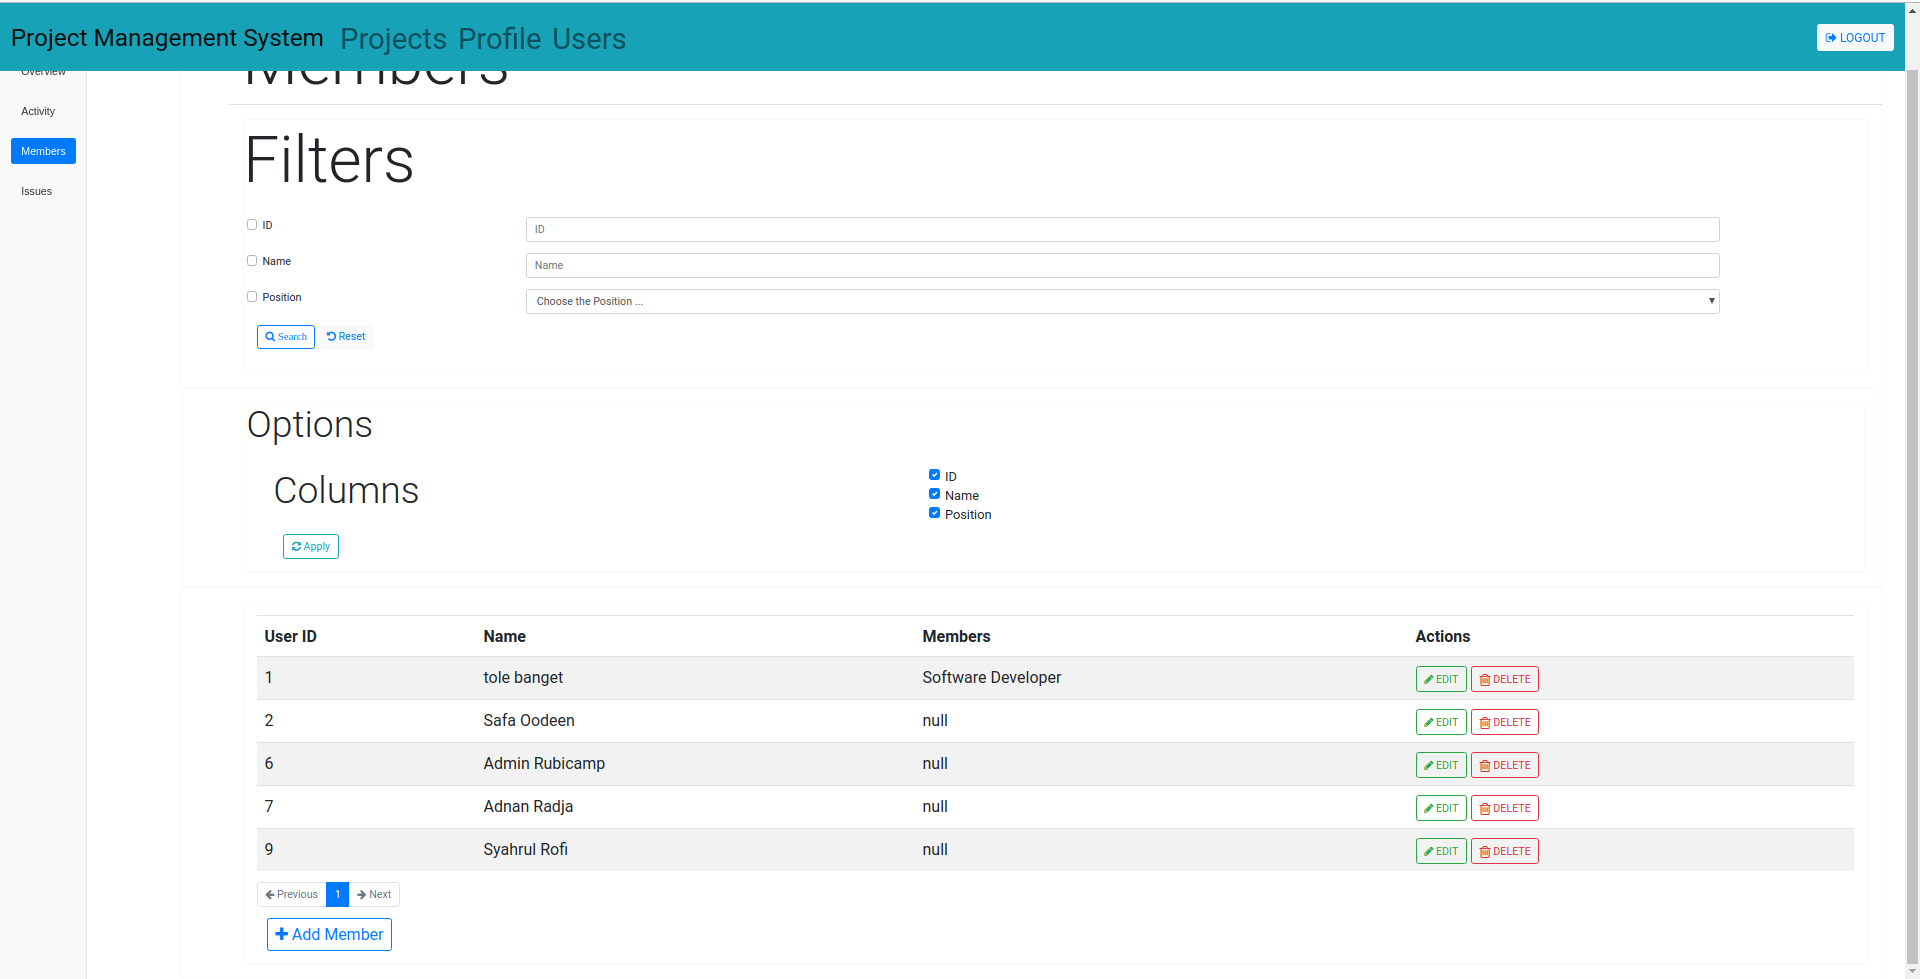 Project Management System Projects Profile Users LOGOUT
Overview
Members
Activity
Members
Issues
Filters
ID ID
Name Name
Position Choose the Position ...
Search Reset
Options
Columns
ID
Name
Position
Apply
User ID Name Members Actions
1 tole banget Software Developer EDIT DELETE
2 Safa Oodeen null EDIT DELETE
6 Admin Rubicamp null EDIT DELETE
7 Adnan Radja null EDIT DELETE
9 Syahrul Rofi null EDIT DELETE
Previous 1 Next
Add Member